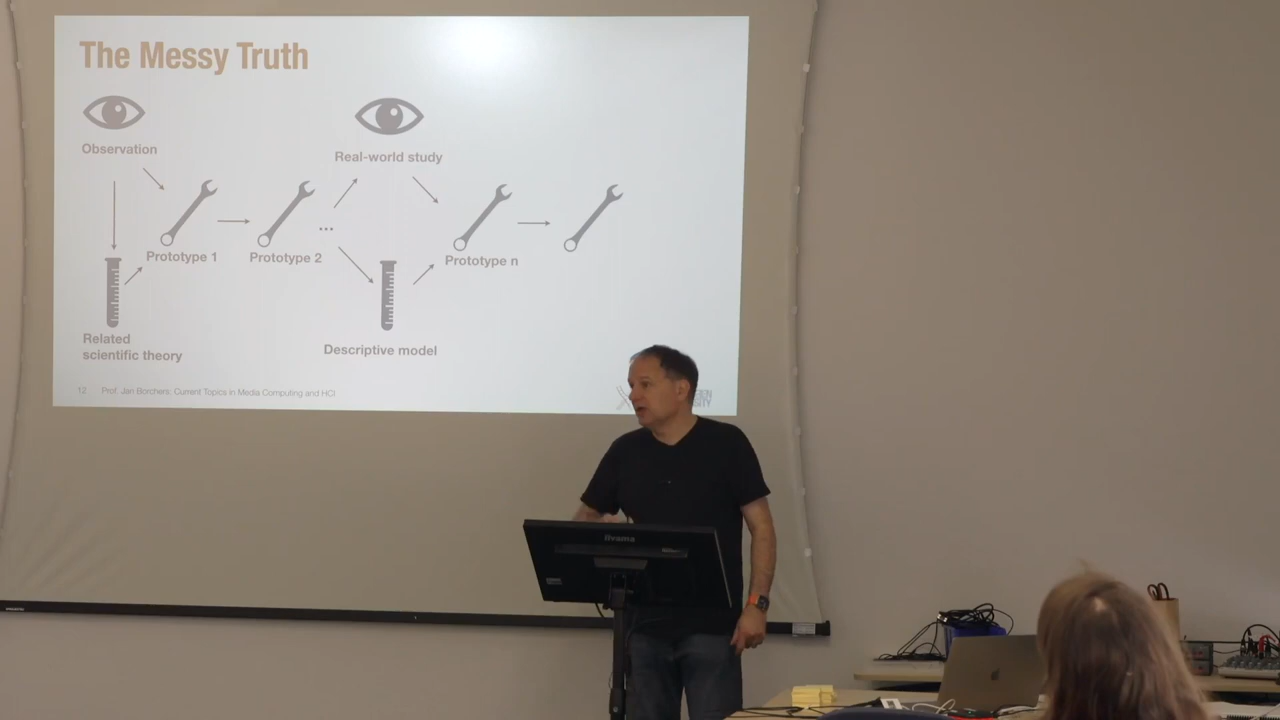 The Messy Truth
Observation
Real-world study
...
Prototype 1
Prototype 2
Prototype n
Related
scientific theory
Descriptive model
12 Prof. Jan Borchers: Current Topics in Media Computing and HCI
iiyama